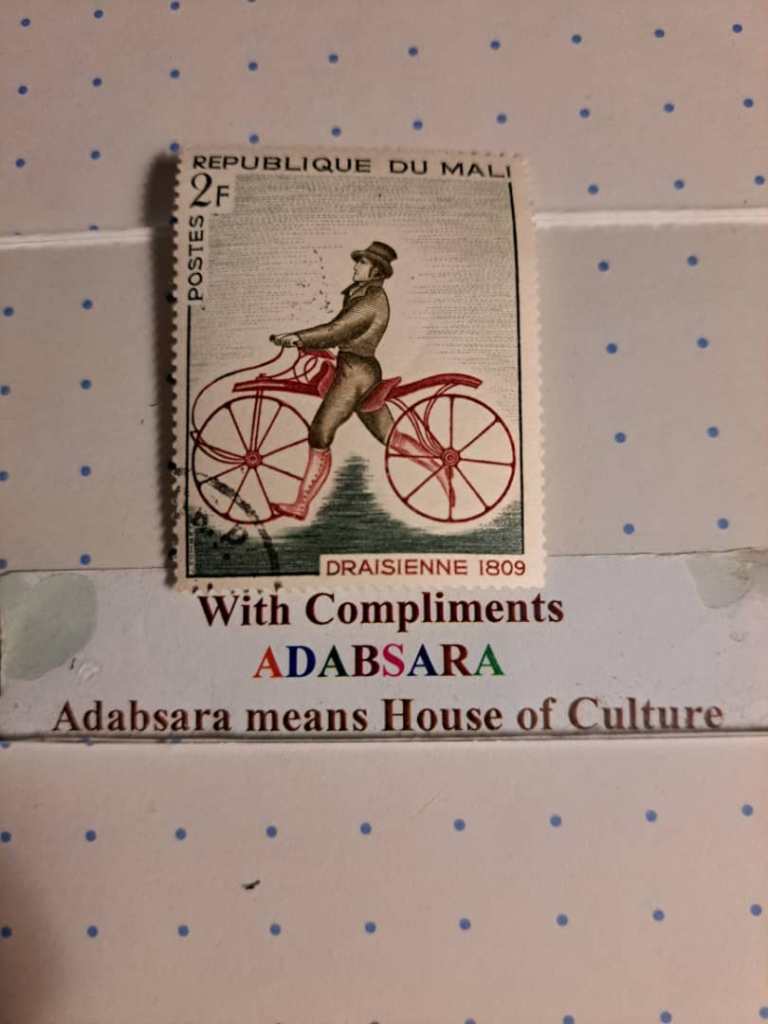 REPUBLIQUE DU MALI
2F
POSTES
DRAISIENNE 1809
With Compliments
ADABSARA
Adabsara means House of Culture